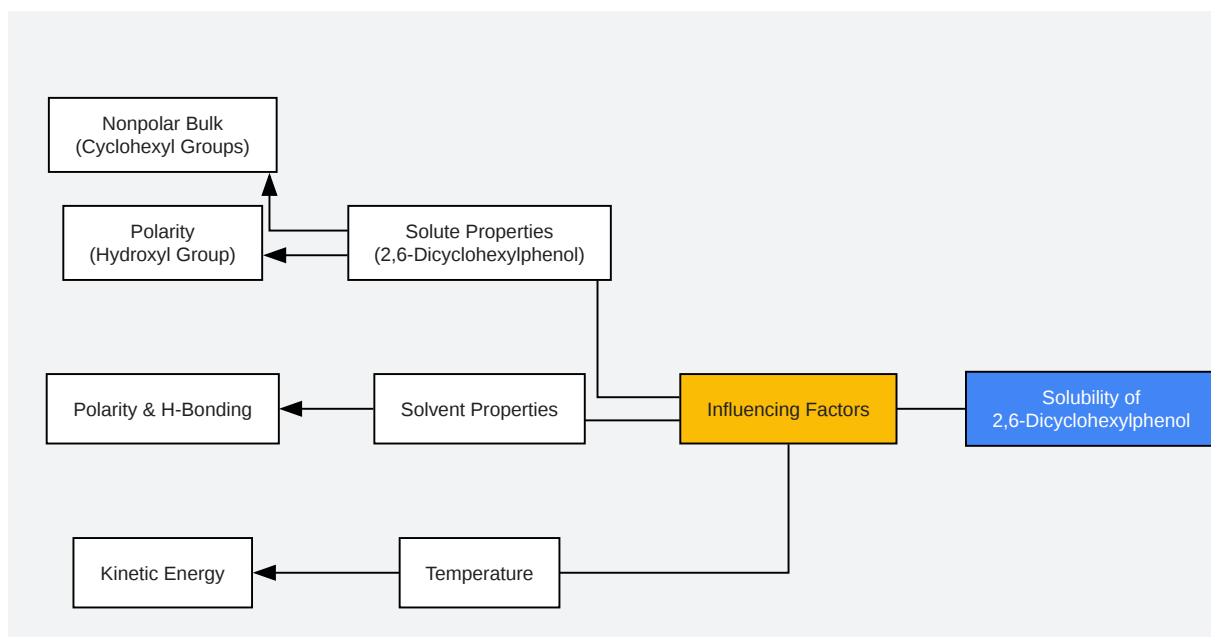 Nonpolar Bulk
(Cyclohexyl Groups)
Polarity
(Hydroxyl Group)
Solute Properties
(2,6-Dicyclohexylphenol)
Polarity & H-Bonding
Solvent Properties
Influencing Factors
Solubility of
2,6-Dicyclohexylphenol
Kinetic Energy
Temperature